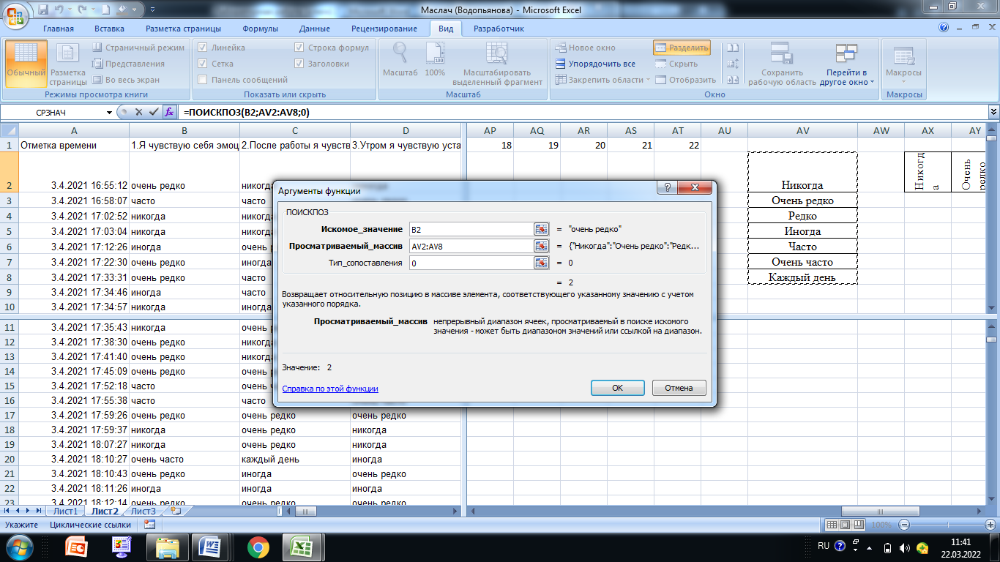 Маслач (Водопьянова) - Microsoft Excel
Главная Вставка Разметка страницы Формулы Данные Рецензирование Вид Разработчик
Обычный Разметка страницы Страничный режим Представления Во весь экран
Режимы просмотра книги
Линейка Сетка Панель сообщений Строка формул Заголовки
Показать или скрыть
Масштаб 100% Масштабировать выделенный фрагмент
Масштаб
Новое окно Упорядочить все Закрепить области Разделить Скрыть Отобразить
Сохранить рабочую область Перейти в другое окно
Окно
Макросы
Макросы
СРЗНАЧ =ПОИСКПОЗ(B2;AV2:AV8;0)
A B C D AP AQ AR AS AT AU AV AW AX AY
1 Отметка времени 1.Я чувствую себя эмоц 2.После работы я чувств 3.Утром я чувствую уста 18 19 20 21 22
2 3.4.2021 16:55:12 очень редко никогда Никогда Никогда Очень редко
3 3.4.2021 16:58:07 часто часто Очень редко
4 3.4.2021 17:02:52 никогда никогд Редко
5 3.4.2021 17:03:04 никогда никогд Иногда
6 3.4.2021 17:12:26 иногда очень р Часто
7 3.4.2021 17:22:30 очень редко иногда Очень часто
8 3.4.2021 17:33:31 очень редко часто Каждый день
9 3.4.2021 17:34:46 иногда часто
10 3.4.2021 17:34:57 никогда иногда
11 3.4.2021 17:35:43 никогда очень р
12 3.4.2021 17:38:30 очень редко никогд
13 3.4.2021 17:41:40 очень редко никогд
14 3.4.2021 17:45:09 очень редко очень р
15 3.4.2021 17:52:18 часто очень ч
16 3.4.2021 17:55:38 часто часто
17 3.4.2021 17:59:26 очень редко очень редко очень редко
18 3.4.2021 17:59:37 никогда очень редко никогда
19 3.4.2021 18:07:27 никогда очень редко никогда
20 3.4.2021 18:10:27 очень часто каждый день иногда
21 3.4.2021 18:10:43 очень редко иногда очень редко
22 3.4.2021 18:11:26 иногда иногда иногда
23 3.4.2021 18:12:14 очень редко очень редко очень редко
Аргументы функции
ПОИСКПОЗ
Искомое_значение B2 = "очень редко"
Просматриваемый_массив AV2:AV8 = {"Никогда":"Очень редко":"Редк...
Тип_сопоставления 0 = 0
= 2
Возвращает относительную позицию в массиве элемента, соответствующего указанному значению с учетом
указанного порядка.
Просматриваемый_массив непрерывный диапазон ячеек, просматриваемый в поиске искомого
значения - может быть диапазоном значений или ссылкой на диапазон.
Значение: 2
Справка по этой функции OK Отмена
Лист1 Лист2 Лист3
Укажите Циклические ссылки 100%
RU 11:41
22.03.2022